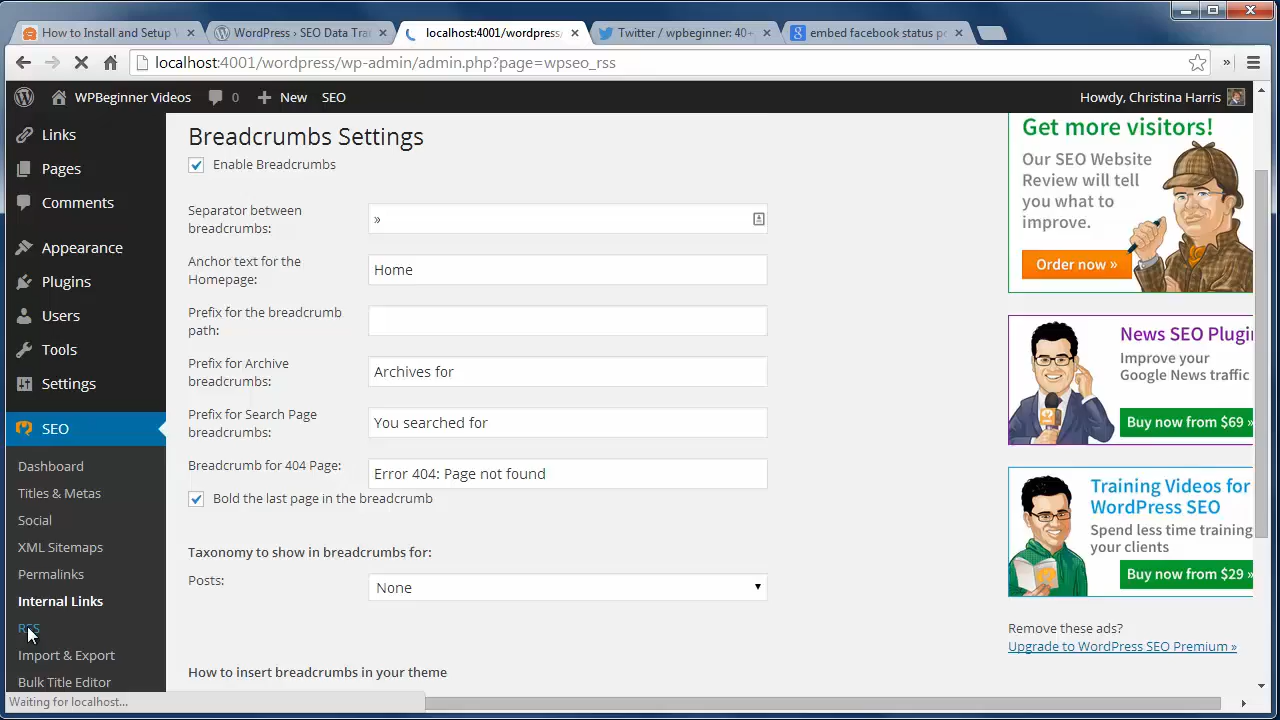 How to Install and Setup
WordPress › SEO Data Tra
localhost:4001/wordpress
Twitter / wpbeginner: 40+
embed facebook status po
localhost:4001/wordpress/wp-admin/admin.php?page=wpseo_rss
WPBeginner Videos
0
New
SEO
Howdy, Christina Harris
Links
Pages
Comments
Appearance
Plugins
Users
Tools
Settings
SEO
Dashboard
Titles & Metas
Social
XML Sitemaps
Permalinks
Internal Links
RSS
Import & Export
Bulk Title Editor
Waiting for localhost...
Breadcrumbs Settings
Enable Breadcrumbs
Separator between
breadcrumbs:
»
Anchor text for the
Homepage:
Home
Prefix for the breadcrumb
path:
Prefix for Archive
breadcrumbs:
Archives for
Prefix for Search Page
breadcrumbs:
You searched for
Breadcrumb for 404 Page:
Error 404: Page not found
Bold the last page in the breadcrumb
Taxonomy to show in breadcrumbs for:
Posts:
None
How to insert breadcrumbs in your theme
Get more visitors!
Our SEO Website
Review will tell
you what to
improve.
Order now »
News SEO Plugi
Improve your
Google News traffic
Buy now from $69 »
Training Videos for
WordPress SEO
Spend less time training
your clients
Buy now from $29 »
Remove these ads?
Upgrade to WordPress SEO Premium »